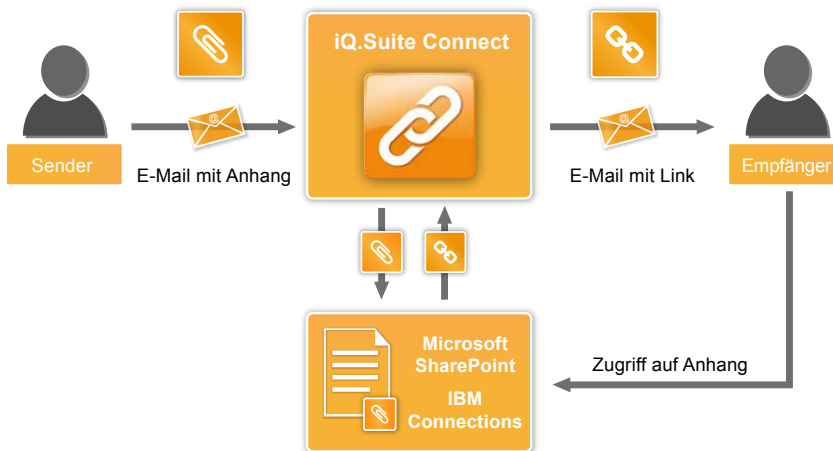 iQ.Suite Connect
@
@
Sender
E-Mail mit Anhang
E-Mail mit Link
Empfänger
Microsoft
SharePoint
IBM
Connections
Zugriff auf Anhang